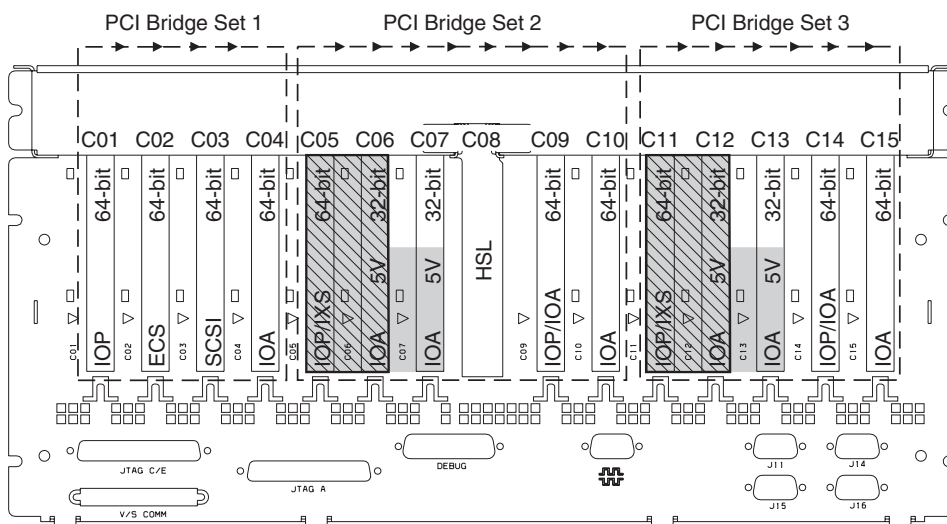 PCI Bridge Set 1 PCI Bridge Set 2 PCI Bridge Set 3
C01 C02 C03 C04 C05 C06 C07 C08 C09 C10 C11 C12 C13 C14 C15
64-bit 64-bit 64-bit 64-bit 64-bit 32-bit 32-bit 64-bit 64-bit 64-bit 32-bit 32-bit 64-bit 64-bit
HSL
5V 5V 5V 5V
IOP ECS SCSI IOA IOP/IXS IOA IOA IOP/IOA IOA IOP/IXS IOA IOA IOP/IOA IOA
C01 C02 C03 C04 C05 C06 C07 C09 C10 C11 C12 C13 C14 C15
JTAG C/E
JTAG A
DEBUG
J11 J14
V/S COMM
J15 J16